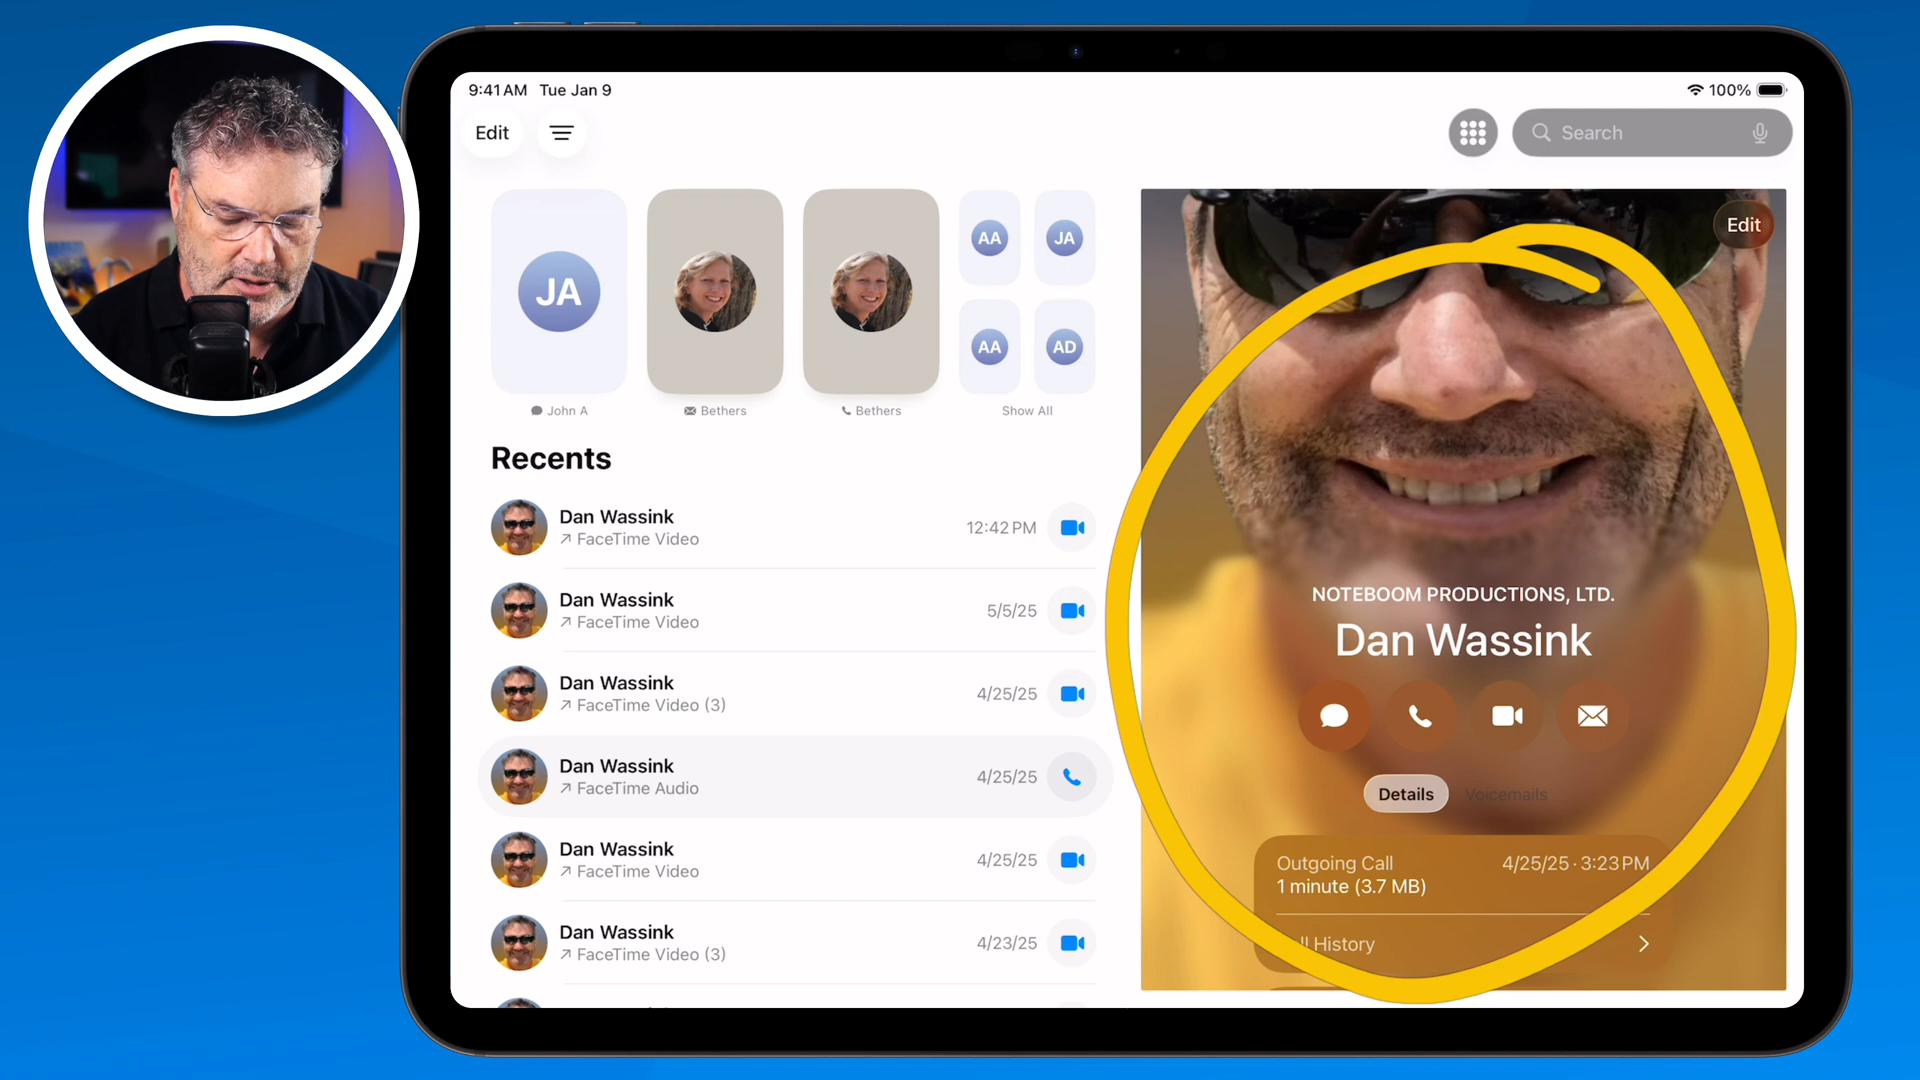 9:41 AM Tue Jan 9
100%
Edit
Search
JA
AA
JA
AA
AD
John A
Bethers
Bethers
Show All
Recents
Dan Wassink
FaceTime Video
12:42 PM
Dan Wassink
FaceTime Video
5/5/25
Dan Wassink
FaceTime Video (3)
4/25/25
Dan Wassink
FaceTime Audio
4/25/25
Dan Wassink
FaceTime Video
4/25/25
Dan Wassink
FaceTime Video (3)
4/23/25
Edit
NOTEBOOM PRODUCTIONS, LTD.
Dan Wassink
Details Voicemails
Outgoing Call 4/25/25 · 3:23 PM
1 minute (3.7 MB)
ll History